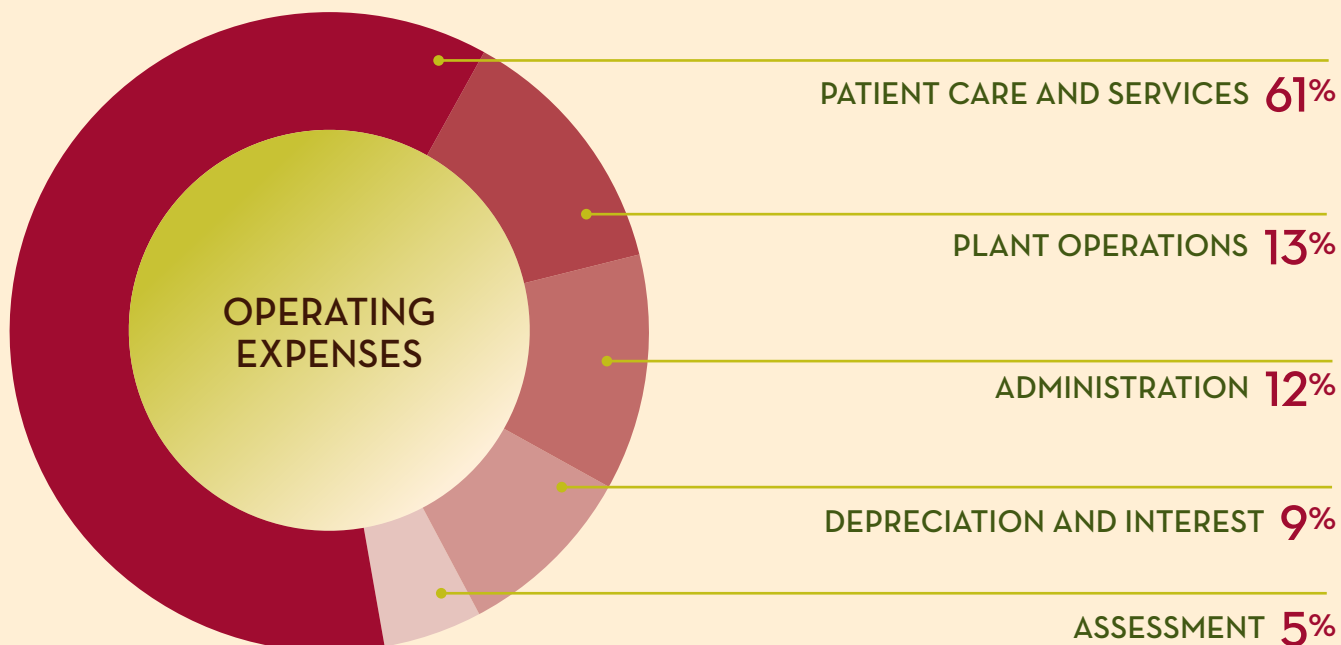 OPERATING
EXPENSES
PATIENT CARE AND SERVICES 61%
PLANT OPERATIONS 13%
ADMINISTRATION 12%
DEPRECIATION AND INTEREST 9%
ASSESSMENT 5%